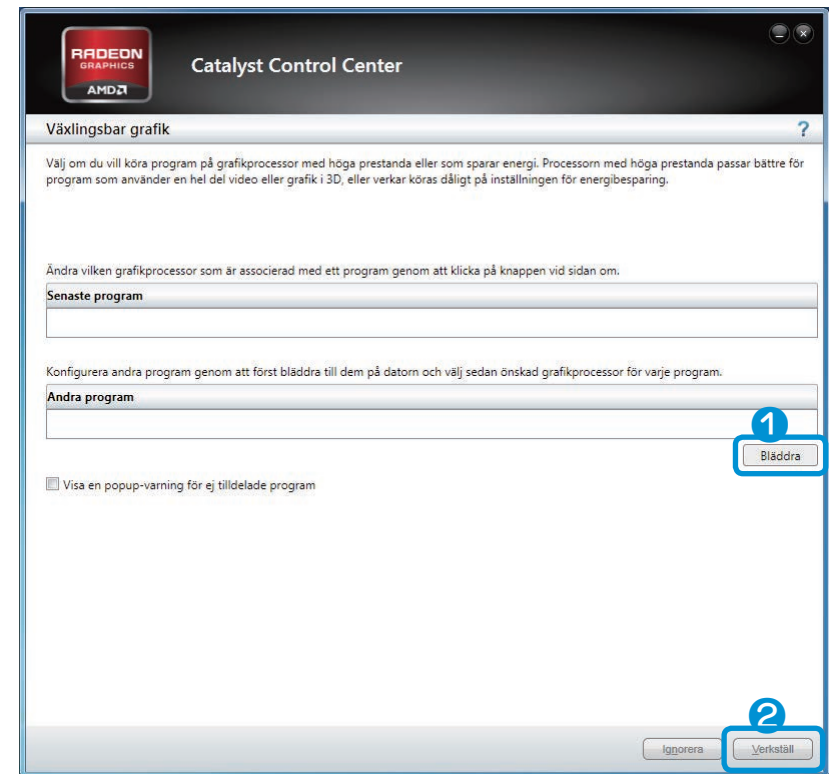 RADEON
GRAPHICS
AMD
Catalyst Control Center
Växlingsbar grafik
?
Välj om du vill köra program på grafikprocessor med höga prestanda eller som sparar energi. Processorn med höga prestanda passar bättre för
program som använder en hel del video eller grafik i 3D, eller verkar köras dåligt på inställningen för energibesparing.
Ändra vilken grafikprocessor som är associerad med ett program genom att klicka på knappen vid sidan om.
Senaste program
Konfigurera andra program genom att först bläddra till dem på datorn och välj sedan önskad grafikprocessor för varje program.
Andra program
1
Bläddra
Visa en popup-varning för ej tilldelade program
2
Ignorera
Verkställ